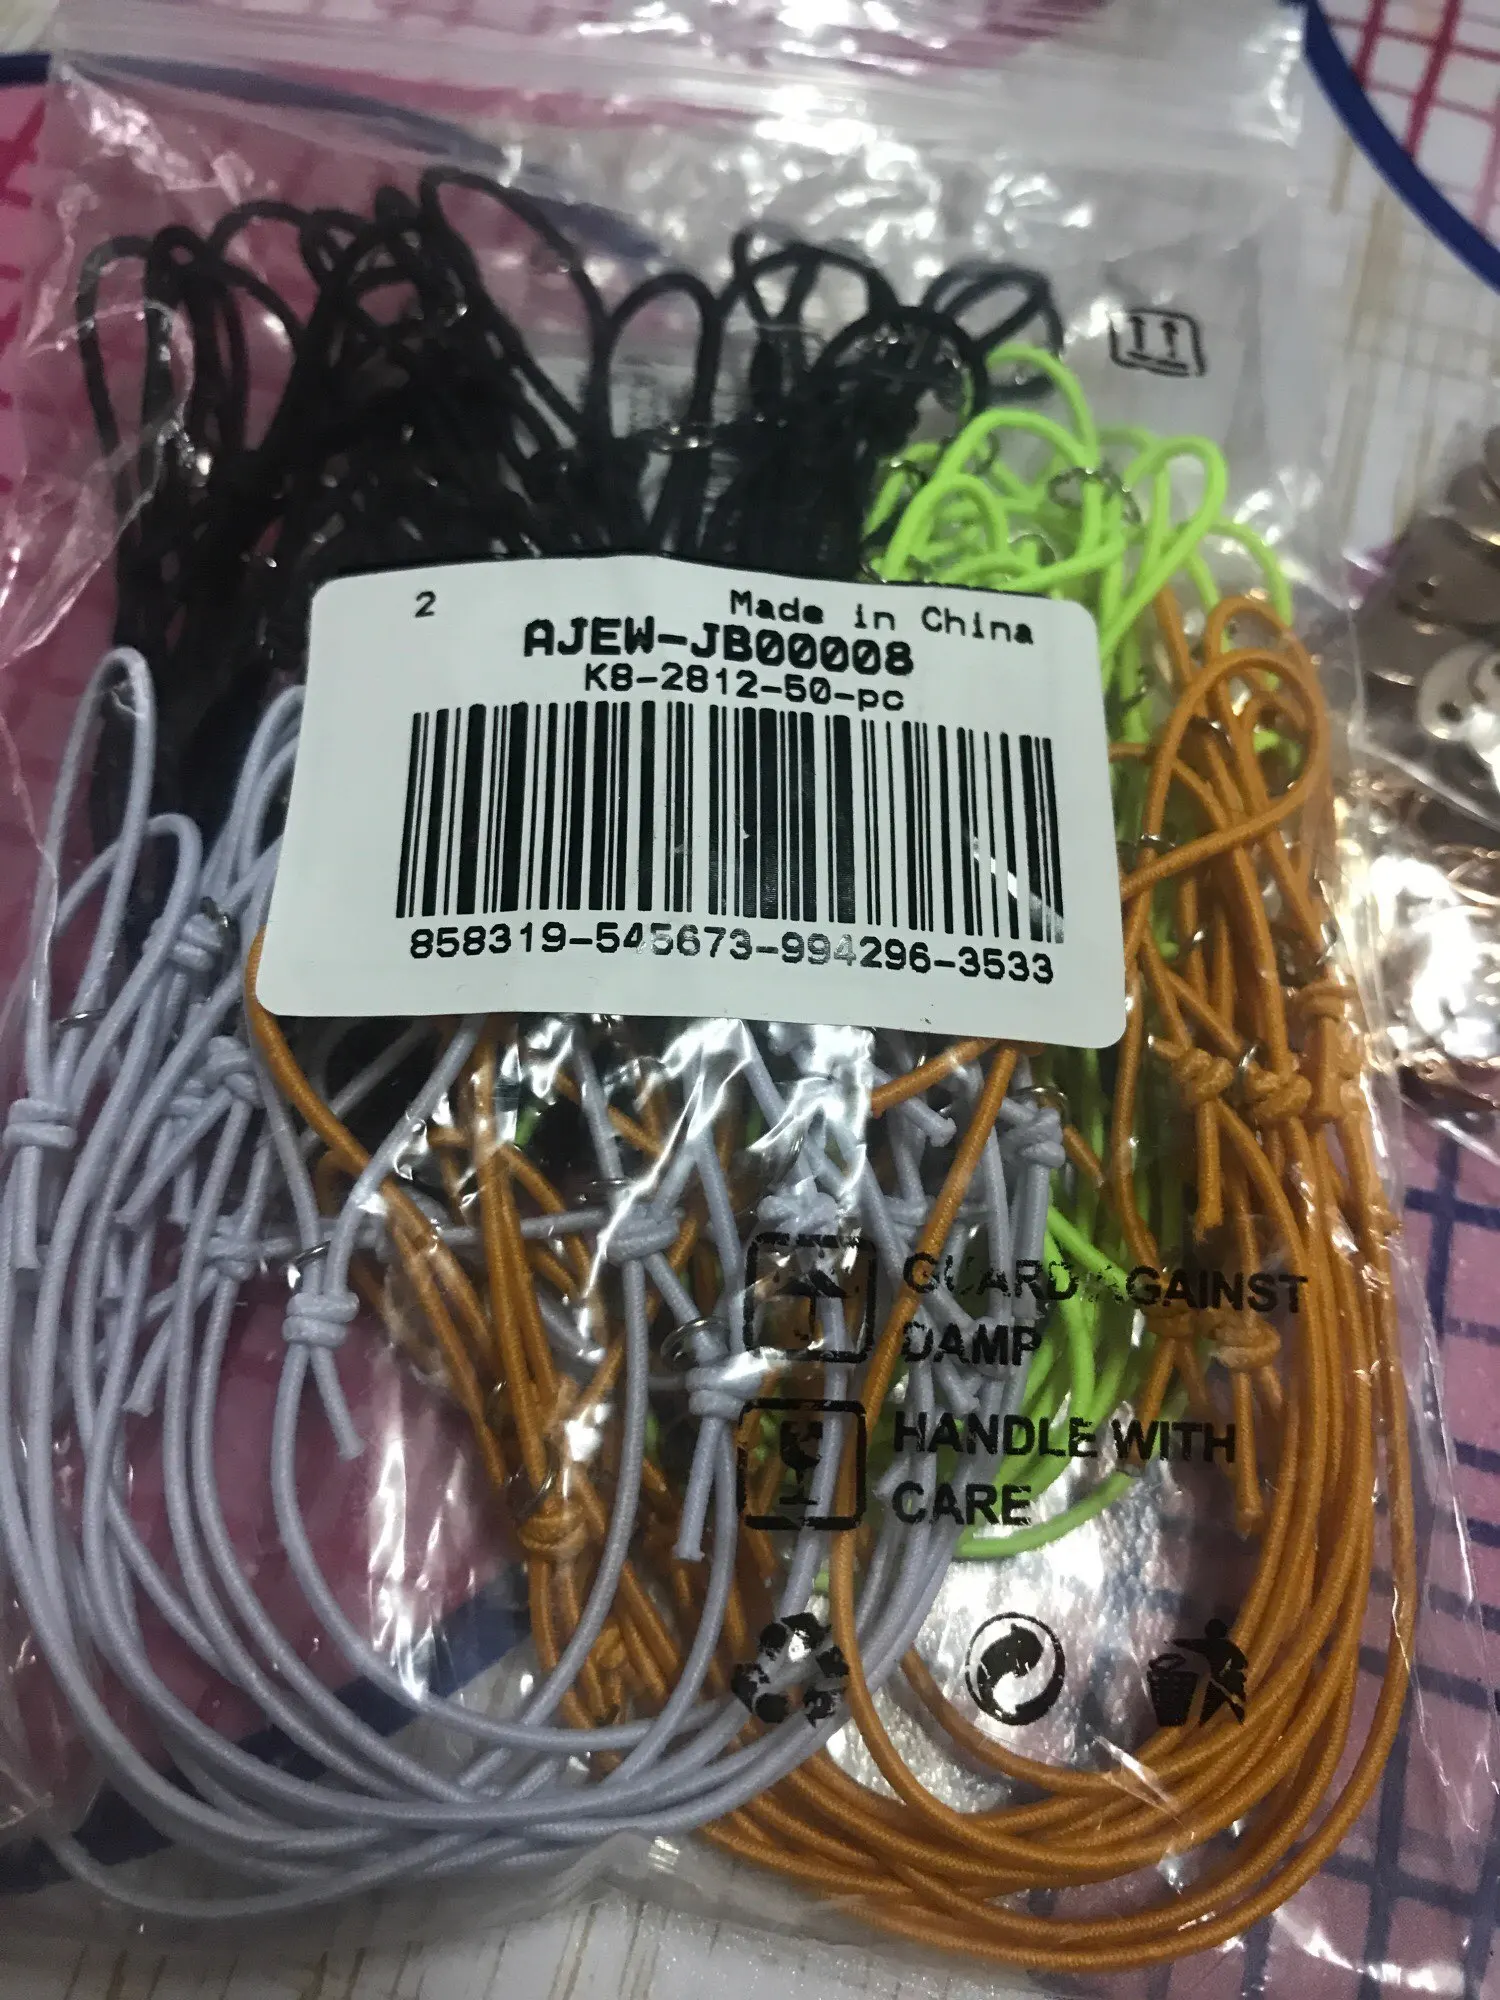 2
Made in China
AJEW-JB00008
K8-2812-50-pc
858319-545673-994296-3533
GUARD AGAINST
DAMP
HANDLE WITH
CARE